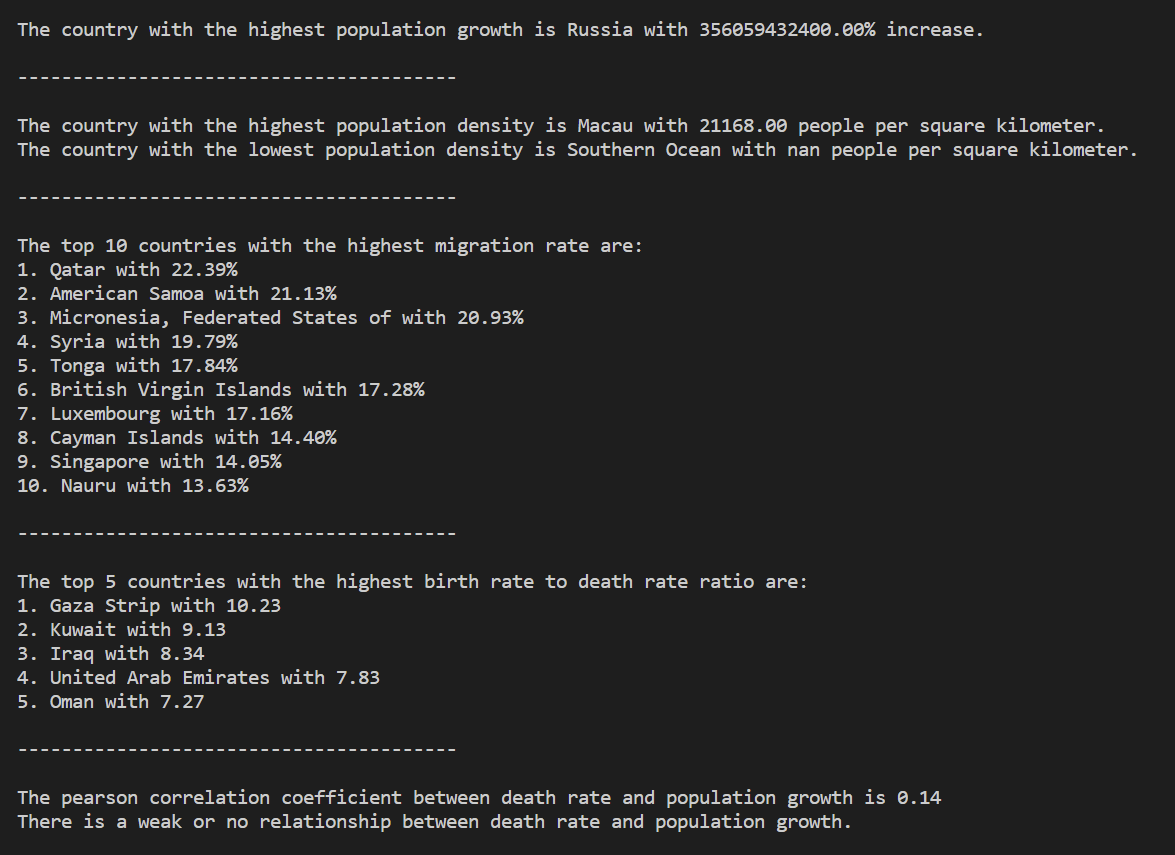 The country with the highest population growth is Russia with 356059432400.00% increase.
----------------------------------------
The country with the highest population density is Macau with 21168.00 people per square kilometer.
The country with the lowest population density is Southern Ocean with nan people per square kilometer.
----------------------------------------
The top 10 countries with the highest migration rate are:
1. Qatar with 22.39%
2. American Samoa with 21.13%
3. Micronesia, Federated States of with 20.93%
4. Syria with 19.79%
5. Tonga with 17.84%
6. British Virgin Islands with 17.28%
7. Luxembourg with 17.16%
8. Cayman Islands with 14.40%
9. Singapore with 14.05%
10. Nauru with 13.63%
----------------------------------------
The top 5 countries with the highest birth rate to death rate ratio are:
1. Gaza Strip with 10.23
2. Kuwait with 9.13
3. Iraq with 8.34
4. United Arab Emirates with 7.83
5. Oman with 7.27
----------------------------------------
The pearson correlation coefficient between death rate and population growth is 0.14
There is a weak or no relationship between death rate and population growth.